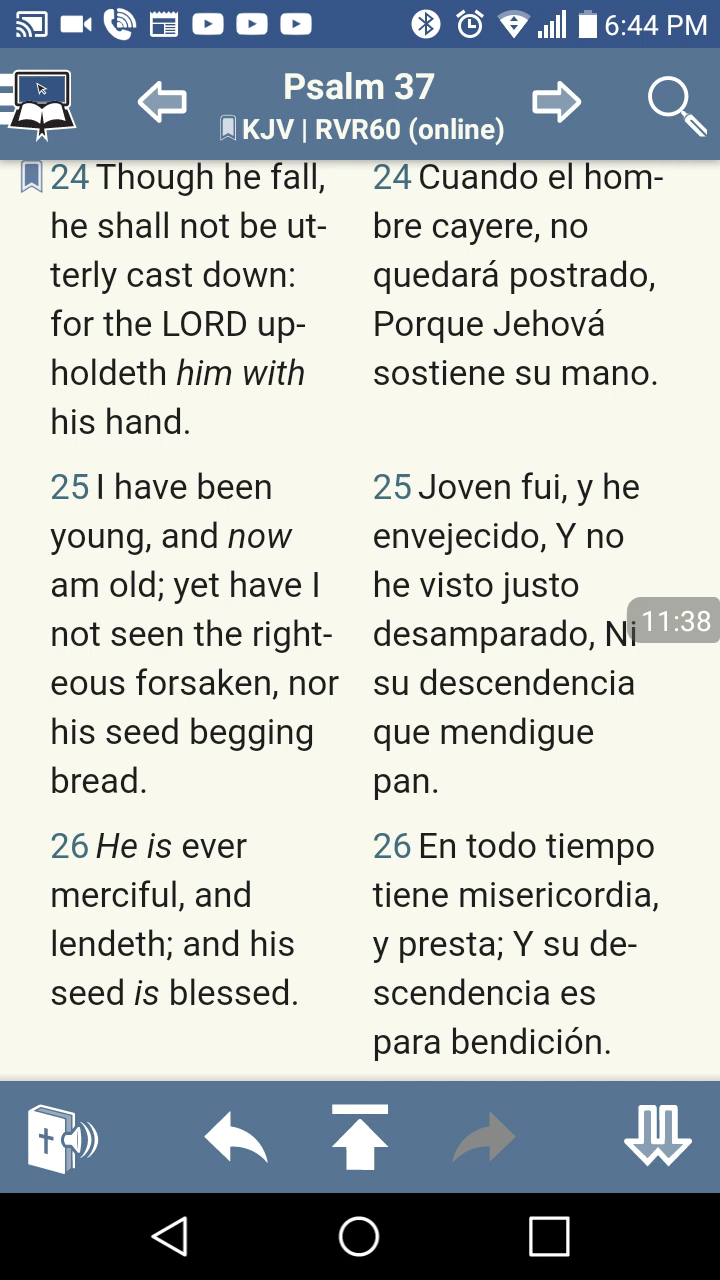 6:44 PM
Psalm 37
KJV | RVR60 (online)
24 Though he fall,
he shall not be ut-
terly cast down:
for the LORD up-
holdeth him with
his hand.
25 I have been
young, and now
am old; yet have I
not seen the right-
eous forsaken, nor
his seed begging
bread.
26 He is ever
merciful, and
lendeth; and his
seed is blessed.
24 Cuando el hom-
bre cayere, no
quedará postrado,
Porque Jehová
sostiene su mano.
25 Joven fui, y he
envejecido, Y no
he visto justo
desamparado, Ni
su descendencia
que mendigue
pan.
26 En todo tiempo
tiene misericordia,
y presta; Y su de-
scendencia es
para bendición.
11:38